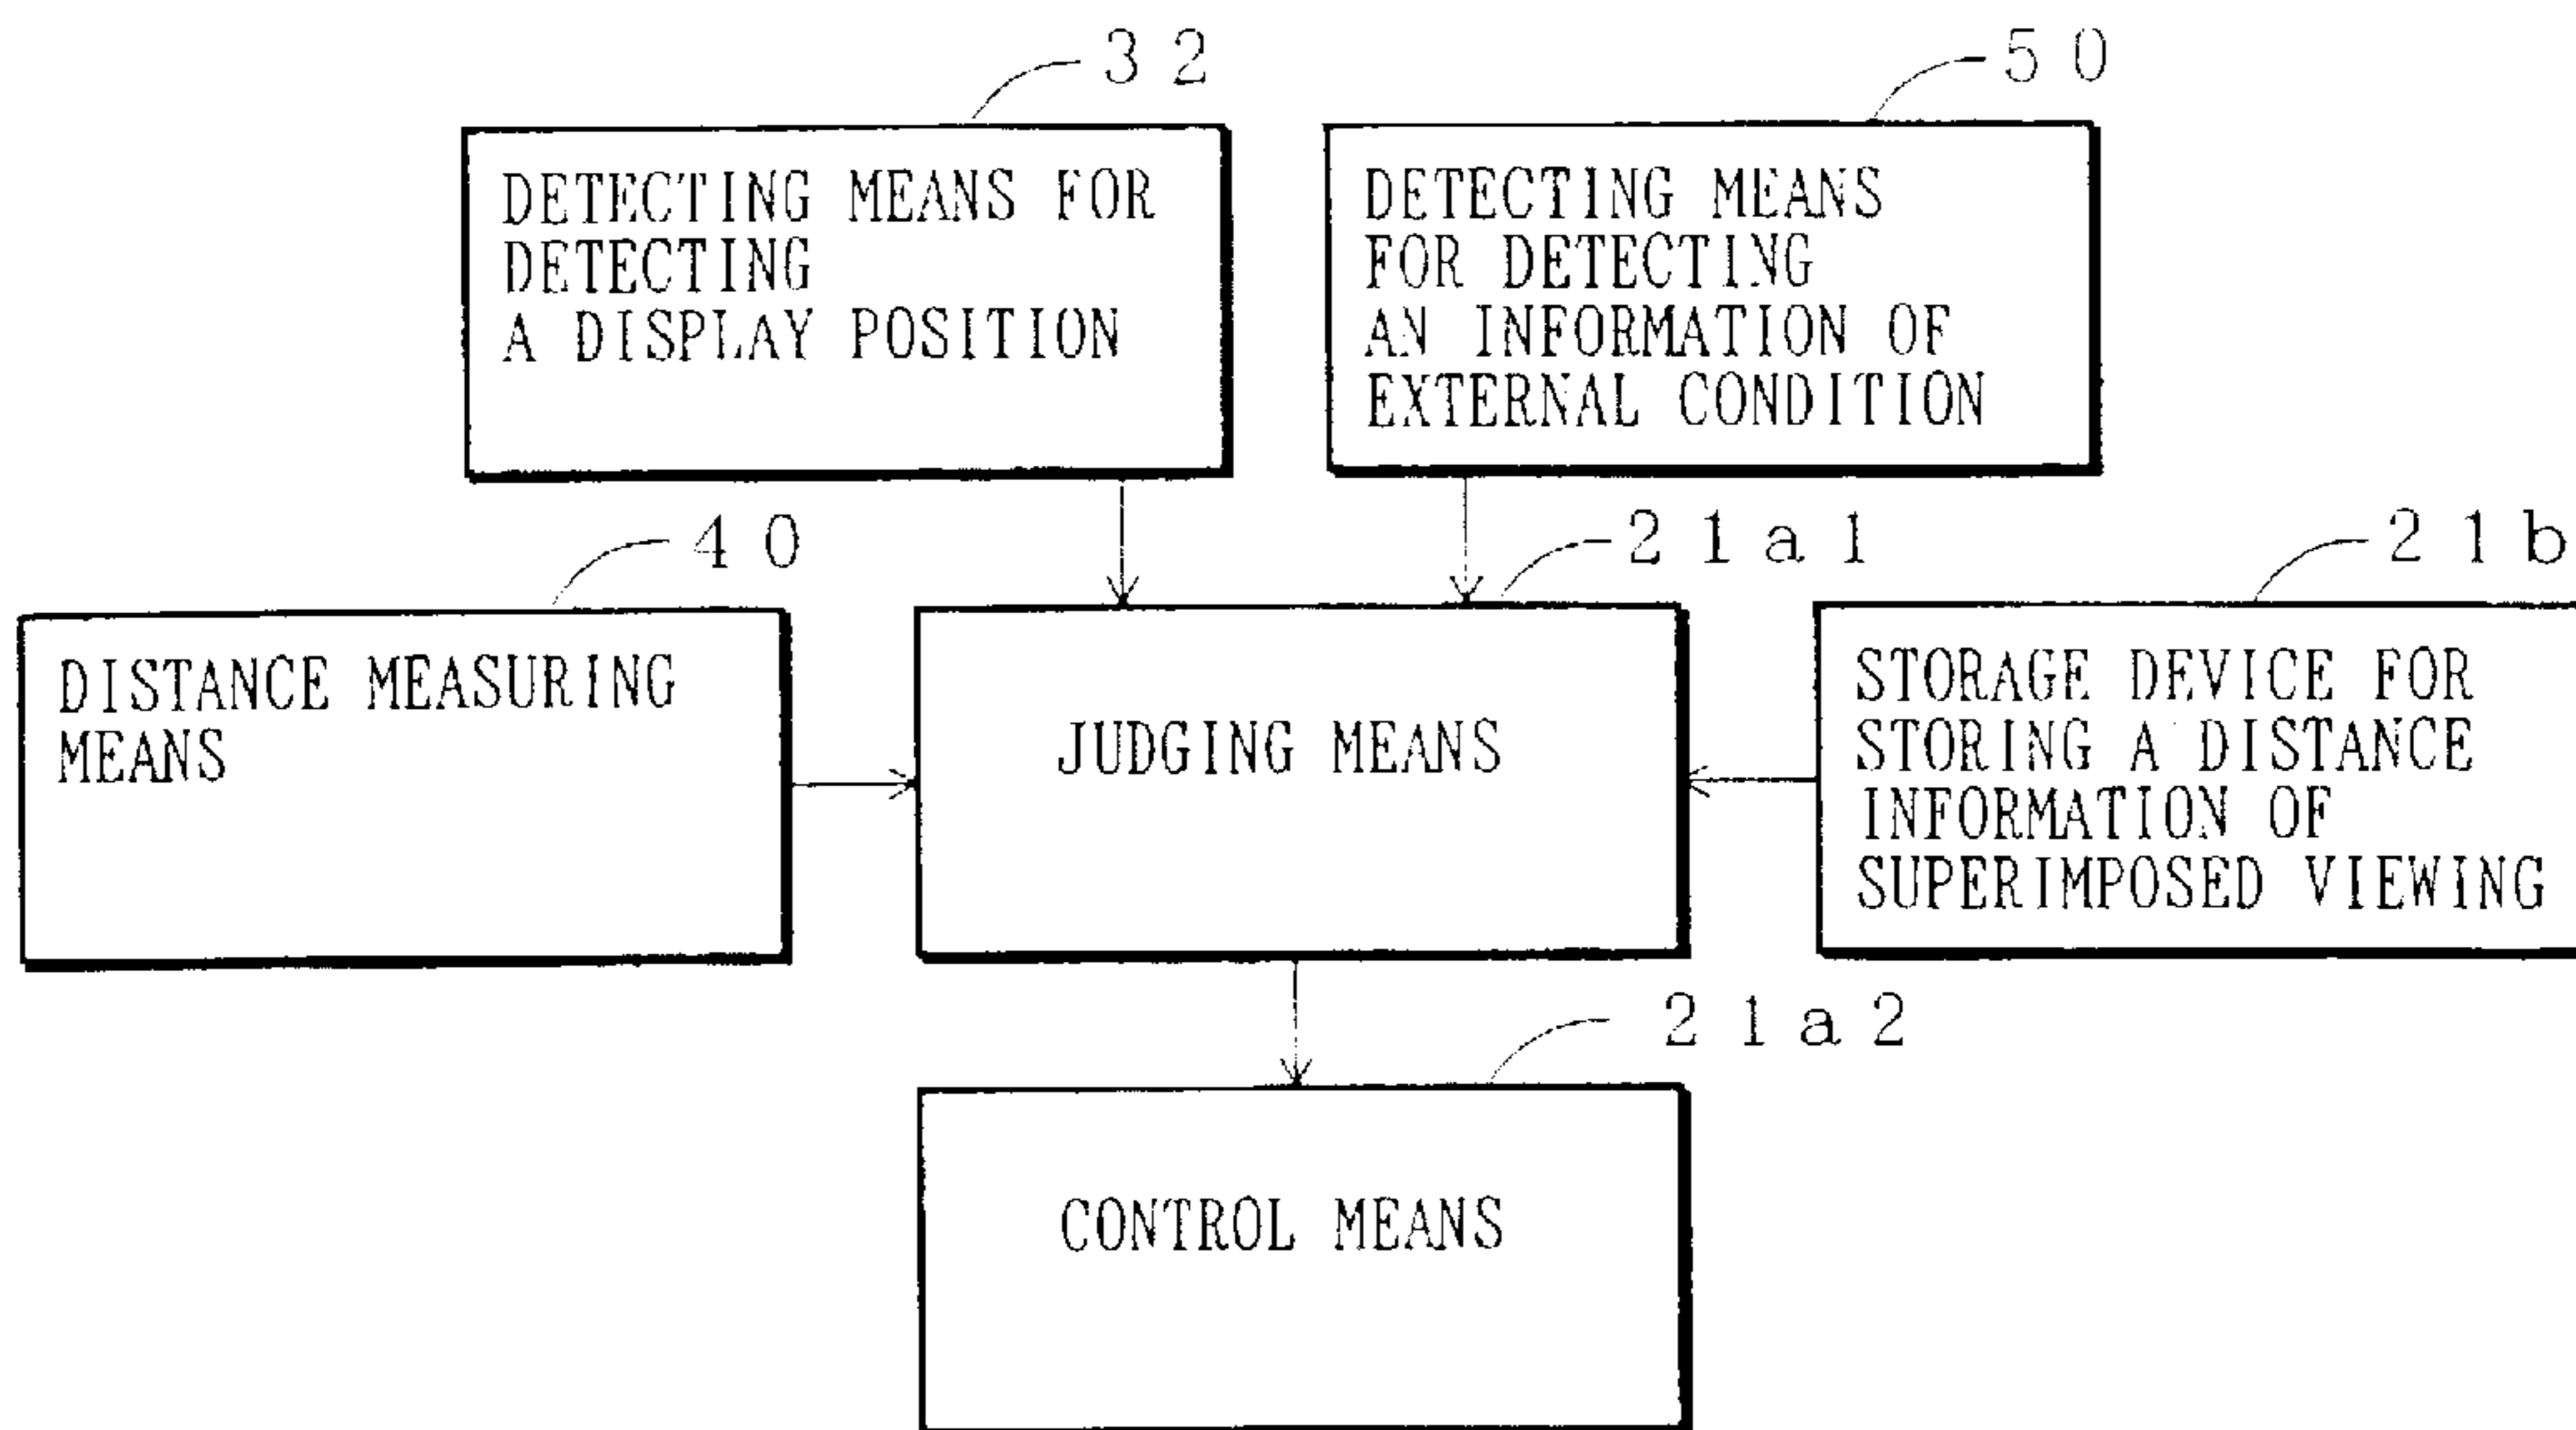 32
DETECTING MEANS FOR
DETECTING
A DISPLAY POSITION
50
DETECTING MEANS
FOR DETECTING
AN INFORMATION OF
EXTERNAL CONDITION
40
DISTANCE MEASURING
MEANS
21a1
JUDGING MEANS
21b
STORAGE DEVICE FOR
STORING A DISTANCE
INFORMATION OF
SUPERIMPOSED VIEWING
21a2
CONTROL MEANS